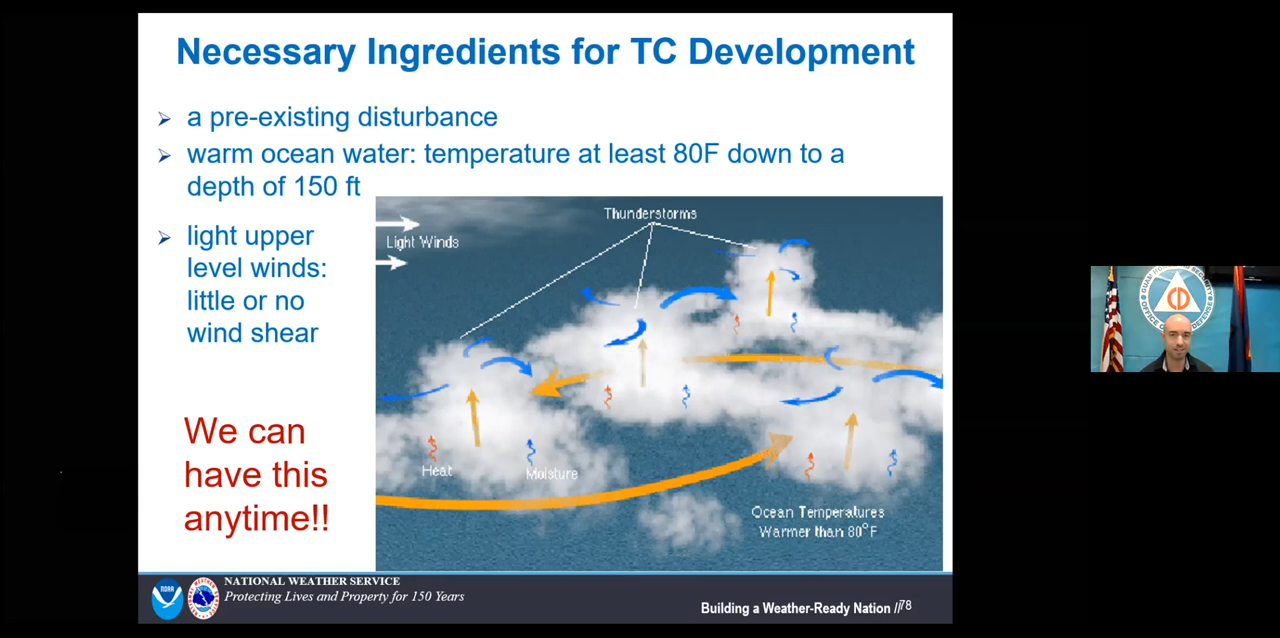 Necessary Ingredients for TC Development
a pre-existing disturbance
warm ocean water: temperature at least 80F down to a
depth of 150 ft
light upper
level winds:
little or no
wind shear
We can
have this
anytime!!
Thunderstorms
Light Winds
Heat
Moisture
Ocean Temperatures
Warmer than 80°F
NOAA
NATIONAL WEATHER SERVICE
Protecting Lives and Property for 150 Years
Building a Weather-Ready Nation // 78
CD